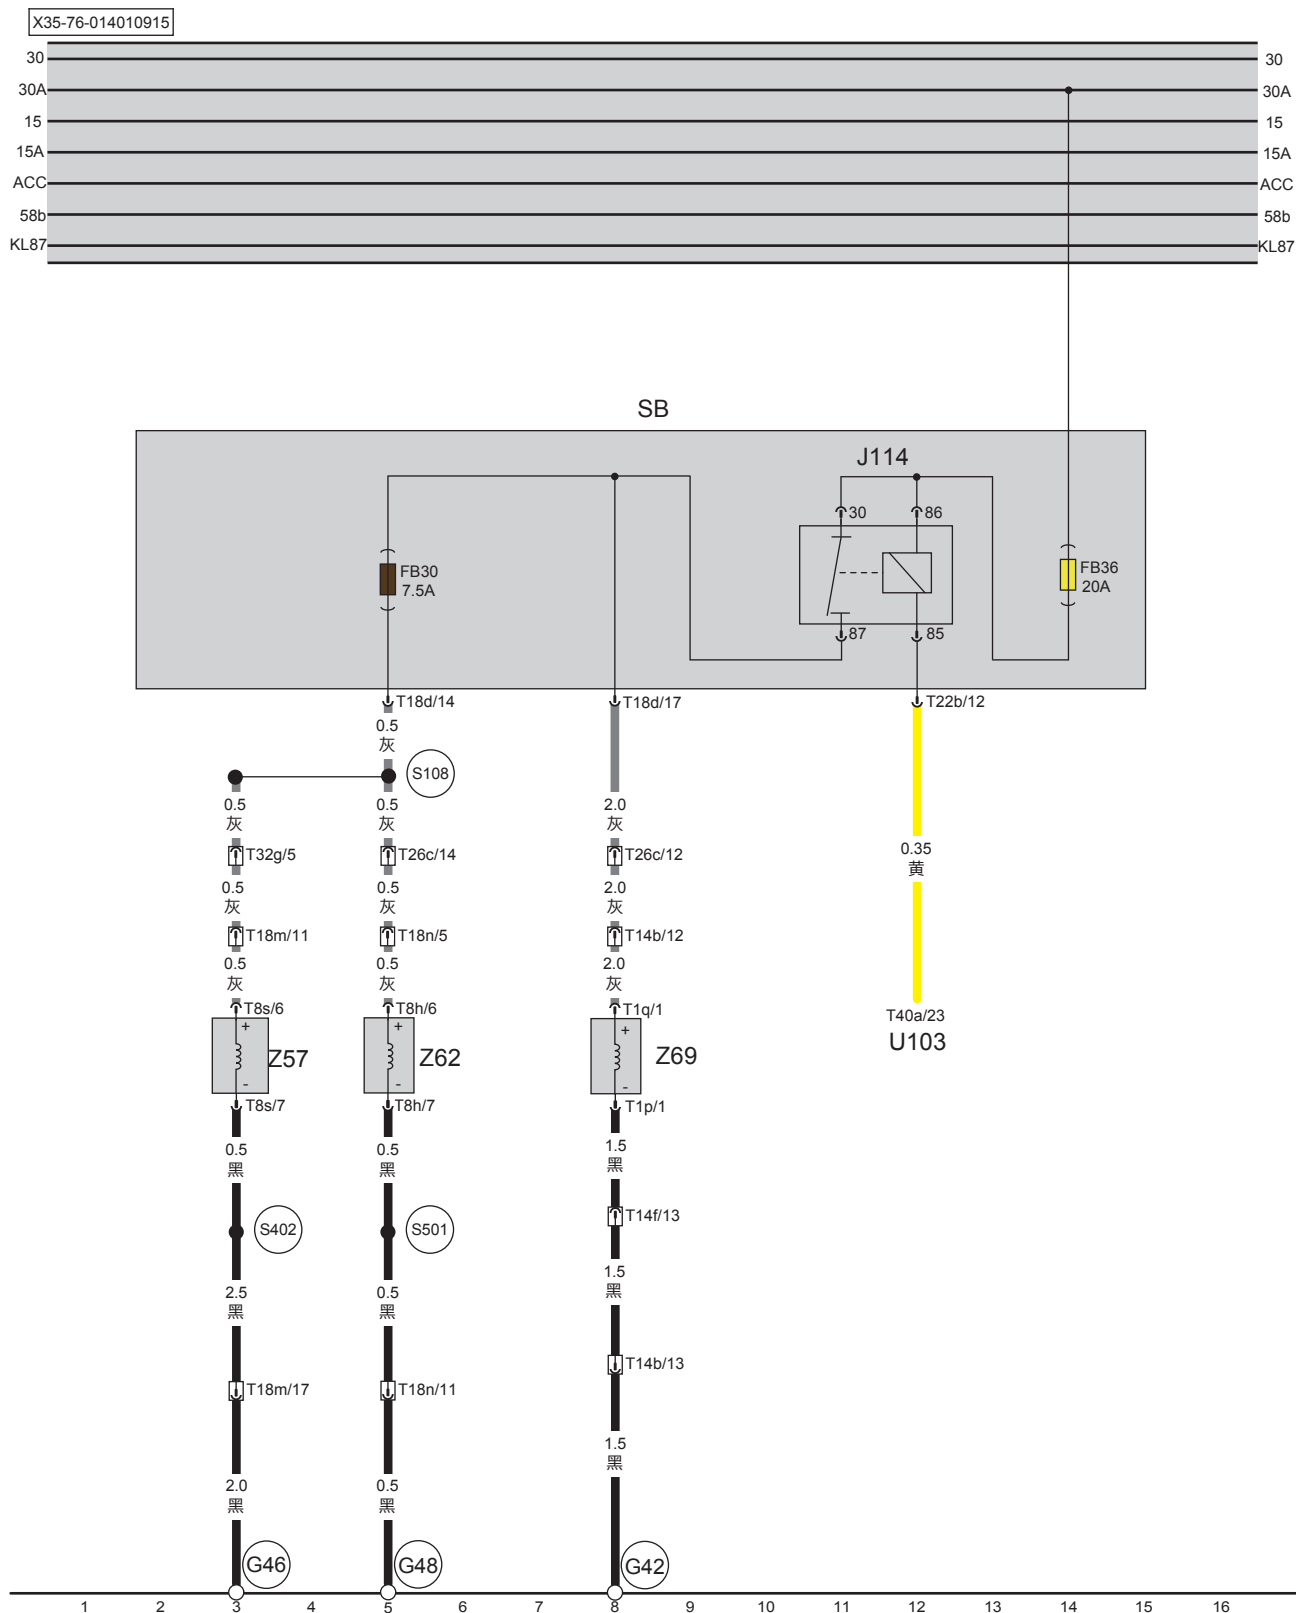 X35-76-014010915
30 30
30A 30A
15 15
15A 15A
ACC ACC
58b 58b
KL87 KL87
SB
J114
30 86
FB30
7.5A
FB36
20A
87 85
T18d/14 T18d/17 T22b/12
0.5
灰
S108
0.5 0.5 2.0
灰 灰 灰
0.35
黄
T32g/5 T26c/14 T26c/12
0.5 0.5 2.0
灰 灰 灰
T18m/11 T18n/5 T14b/12
0.5 0.5 2.0
灰 灰 灰
T8s/6 T8h/6 T1q/1
T40a/23
U103
+ + +
Z57 Z62 Z69
- - -
T8s/7 T8h/7 T1p/1
0.5 0.5 1.5
黑 黑 黑
S402 S501 T14f/13
1.5
黑
2.5 0.5
黑 黑
T14b/13
T18m/17 T18n/11
1.5
黑
2.0 0.5
黑 黑
G46 G48 G42
1 2 3 4 5 6 7 8 9 10 11 12 13 14 15 16